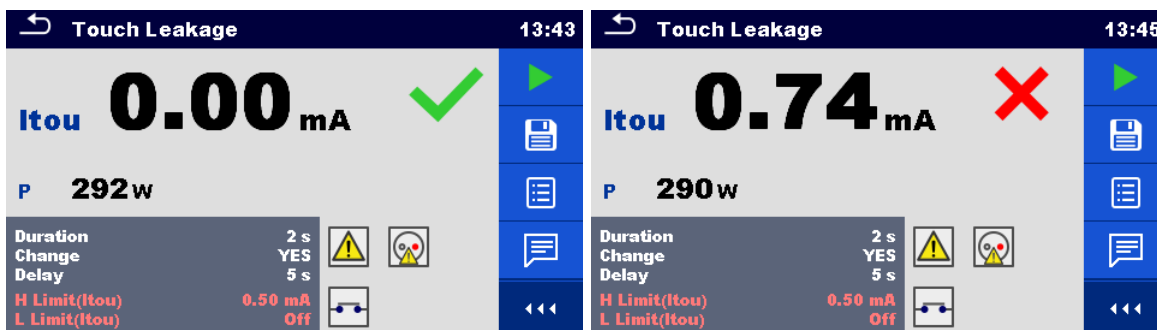 Touch Leakage 13:43
Itou 0.00 mA
P 292 W
Duration 2 s
Change YES
Delay 5 s
H Limit(Itou) 0.50 mA
L Limit(Itou) Off
Touch Leakage 13:45
Itou 0.74 mA
P 290 W
Duration 2 s
Change YES
Delay 5 s
H Limit(Itou) 0.50 mA
L Limit(Itou) Off